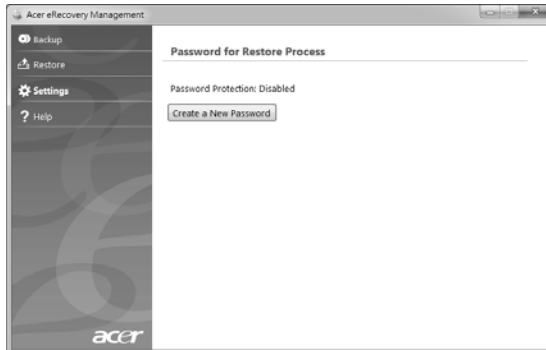 Acer eRecovery Management
Backup
Restore
Settings
? Help
Password for Restore Process
Password Protection: Disabled
Create a New Password
acer